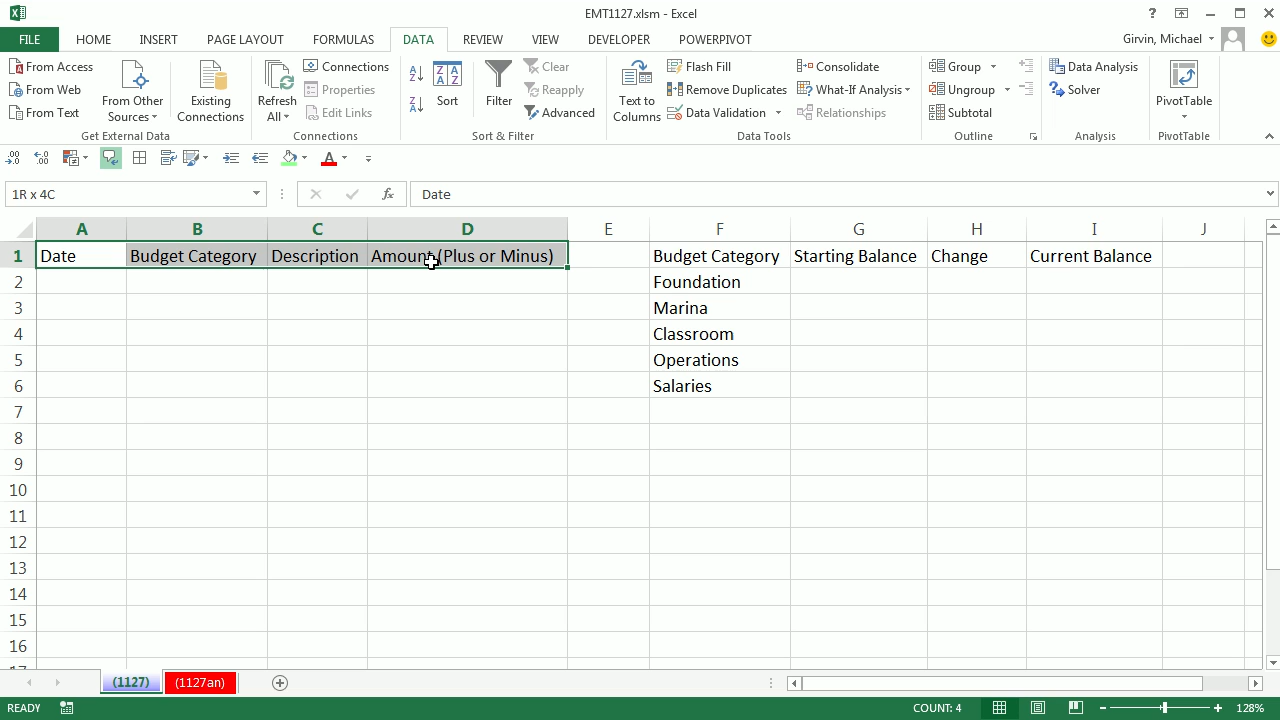 EMT1127.xlsm - Excel
FILE HOME INSERT PAGE LAYOUT FORMULAS DATA REVIEW VIEW DEVELOPER POWERPIVOT Girvin, Michael
From Access
From Web
From Text
From Other Sources
Existing Connections
Get External Data
Refresh All
Connections
Properties
Edit Links
Connections
Sort
Filter
Clear
Reapply
Advanced
Sort & Filter
Text to Columns
Flash Fill
Remove Duplicates
Data Validation
Consolidate
What-If Analysis
Relationships
Data Tools
Group
Ungroup
Subtotal
Outline
Data Analysis
Solver
Analysis
PivotTable
PivotTable
1R x 4C Date
A B C D E F G H I J
1 Date Budget Category Description Amount (Plus or Minus) Budget Category Starting Balance Change Current Balance
2 Foundation
3 Marina
4 Classroom
5 Operations
6 Salaries
7
8
9
10
11
12
13
14
15
16
17
(1127) (1127an)
READY COUNT: 4 128%